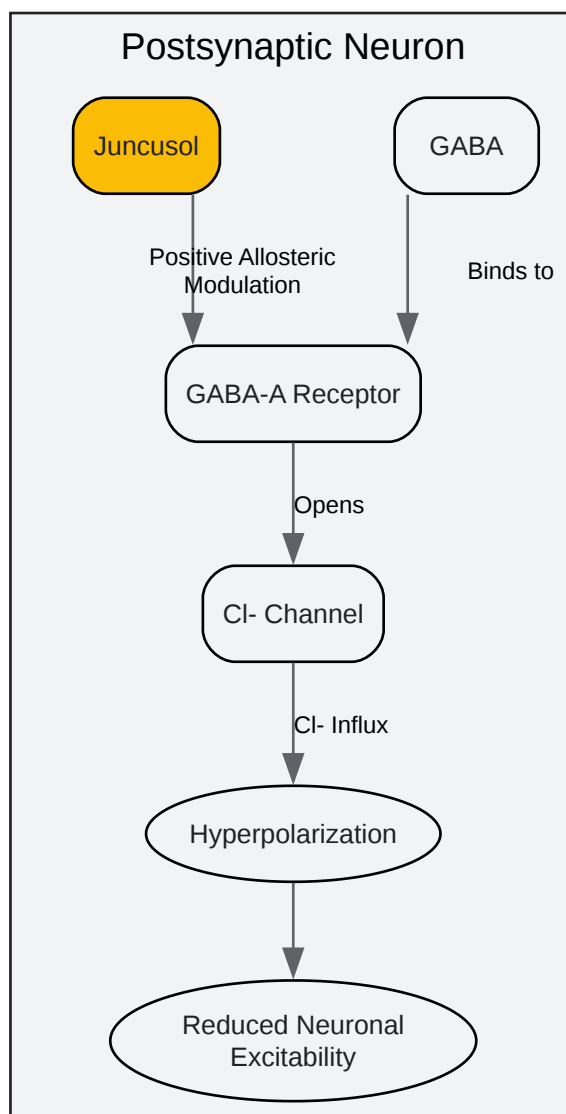 Postsynaptic Neuron
Juncusol
GABA
Positive Allosteric
Modulation
Binds to
GABA-A Receptor
Opens
Cl- Channel
Cl- Influx
Hyperpolarization
Reduced Neuronal
Excitability